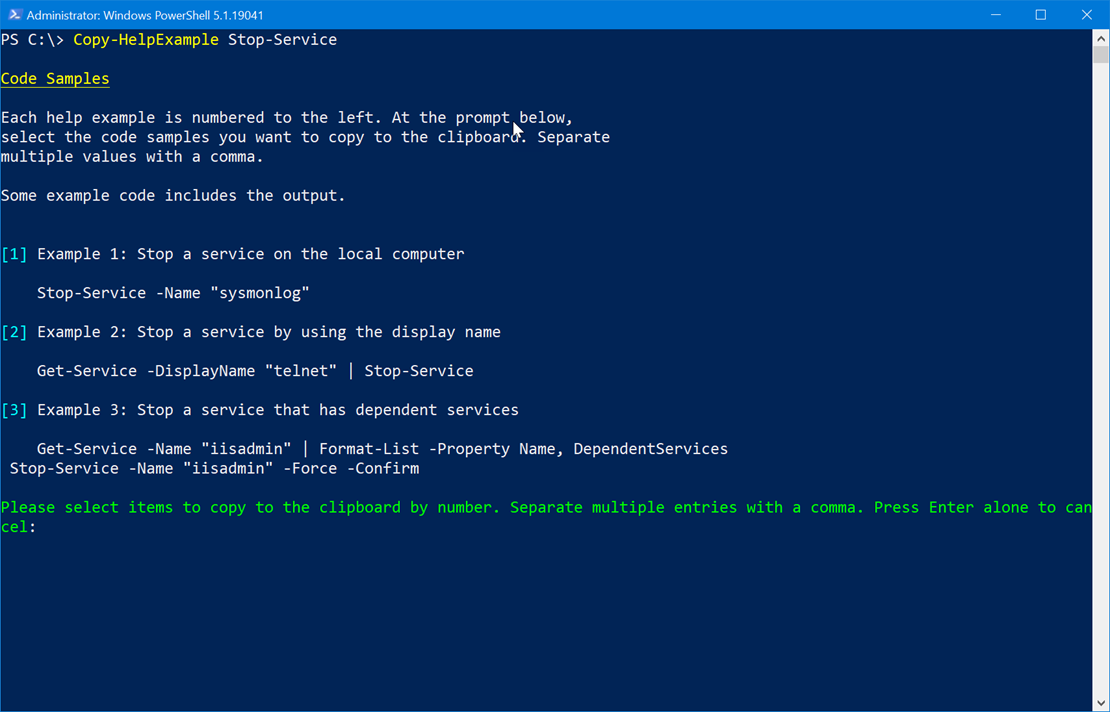 Administrator: Windows PowerShell 5.1.19041
PS C:\> Copy-HelpExample Stop-Service
Code Samples
Each help example is numbered to the left. At the prompt below,
select the code samples you want to copy to the clipboard. Separate
multiple values with a comma.
Some example code includes the output.
[1] Example 1: Stop a service on the local computer
Stop-Service -Name "sysmonlog"
[2] Example 2: Stop a service by using the display name
Get-Service -DisplayName "telnet" | Stop-Service
[3] Example 3: Stop a service that has dependent services
Get-Service -Name "iisadmin" | Format-List -Property Name, DependentServices
Stop-Service -Name "iisadmin" -Force -Confirm
Please select items to copy to the clipboard by number. Separate multiple entries with a comma. Press Enter alone to can
cel: